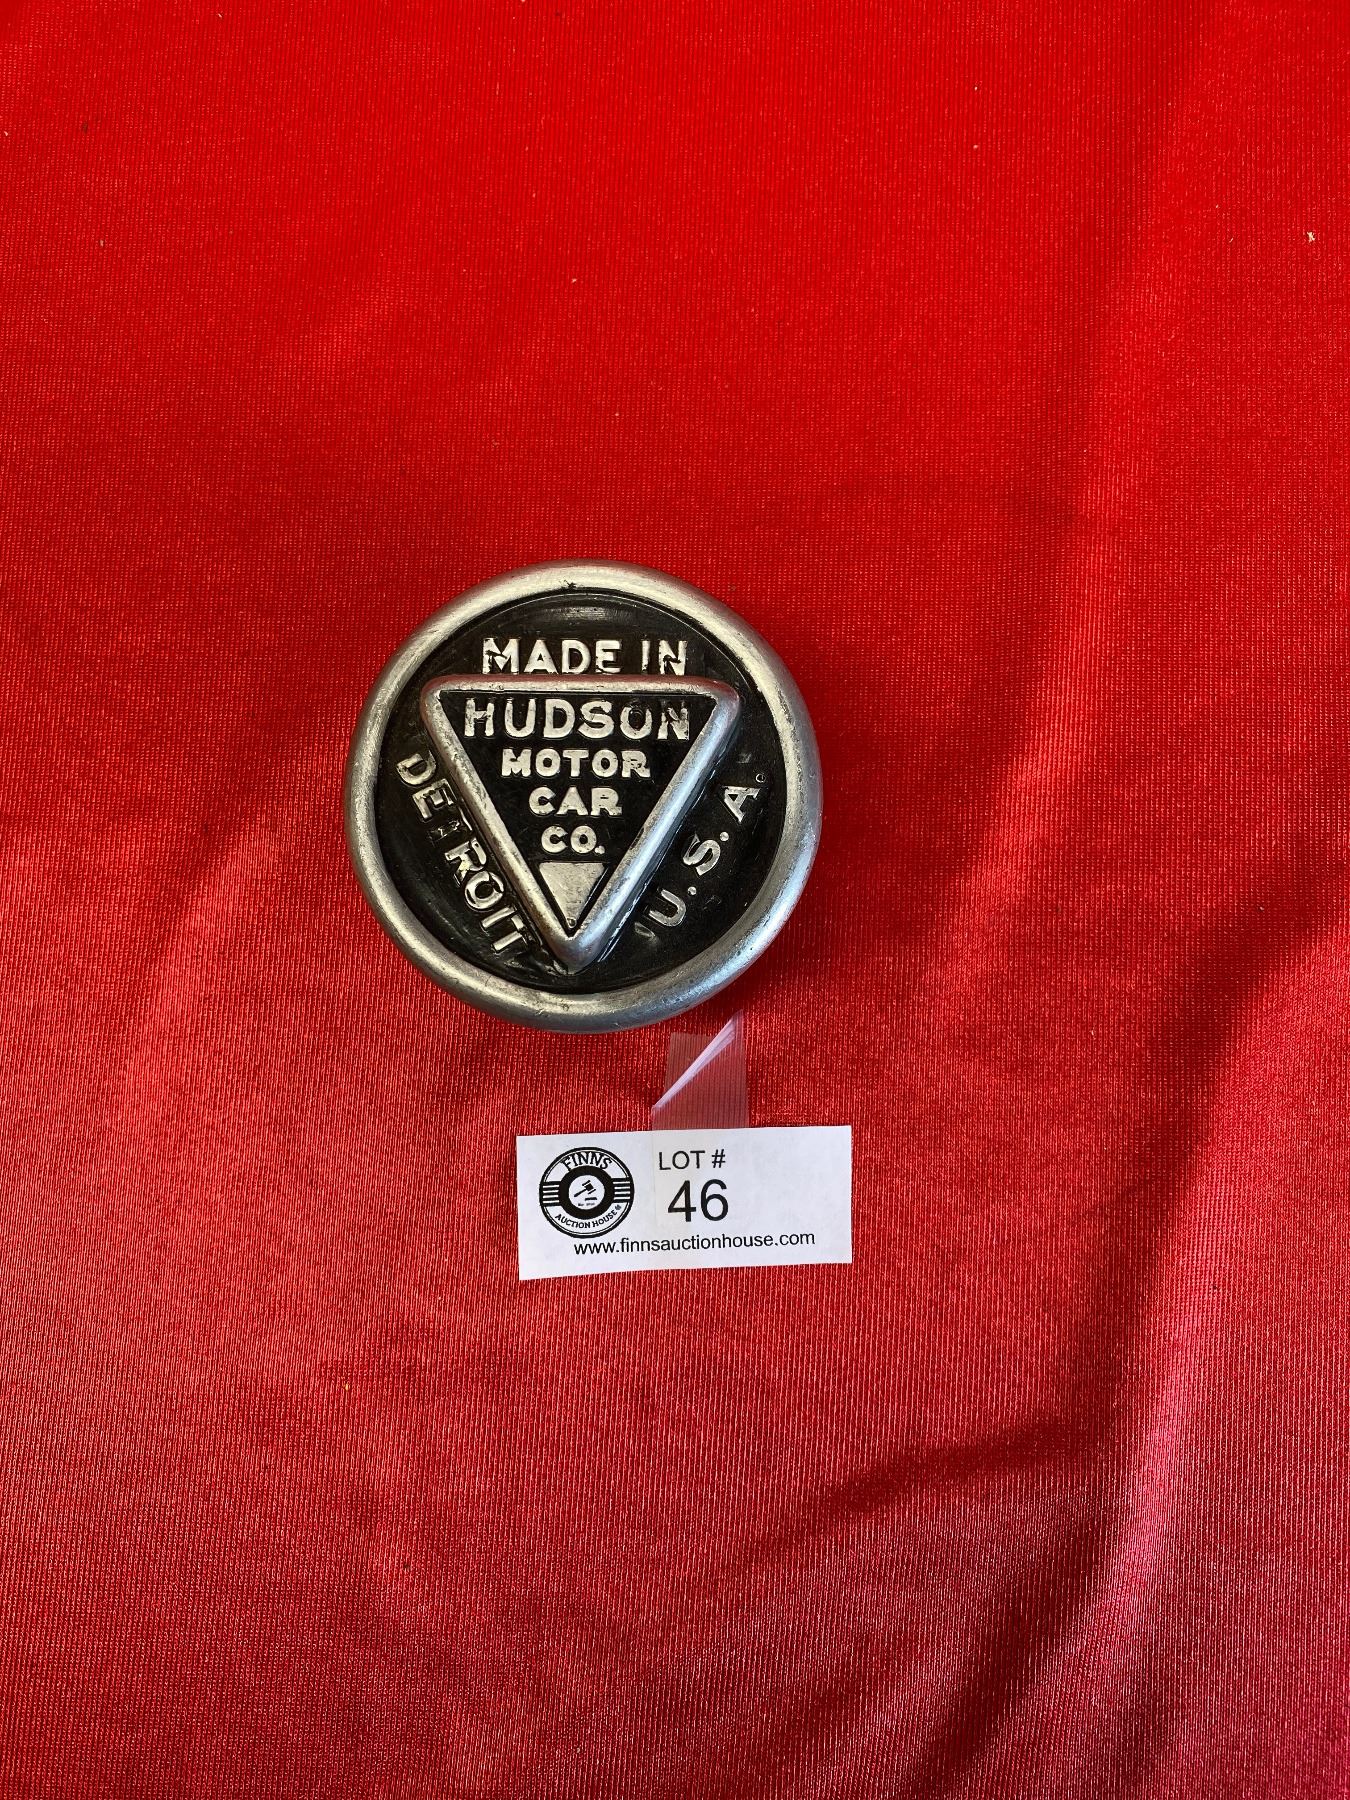 MADE IN
HUDSON
MOTOR
CAR
CO.
DETROIT
U.S.A.
FINNS
AUCTION HOUSE
LOT #
46
www.finnsauctionhouse.com